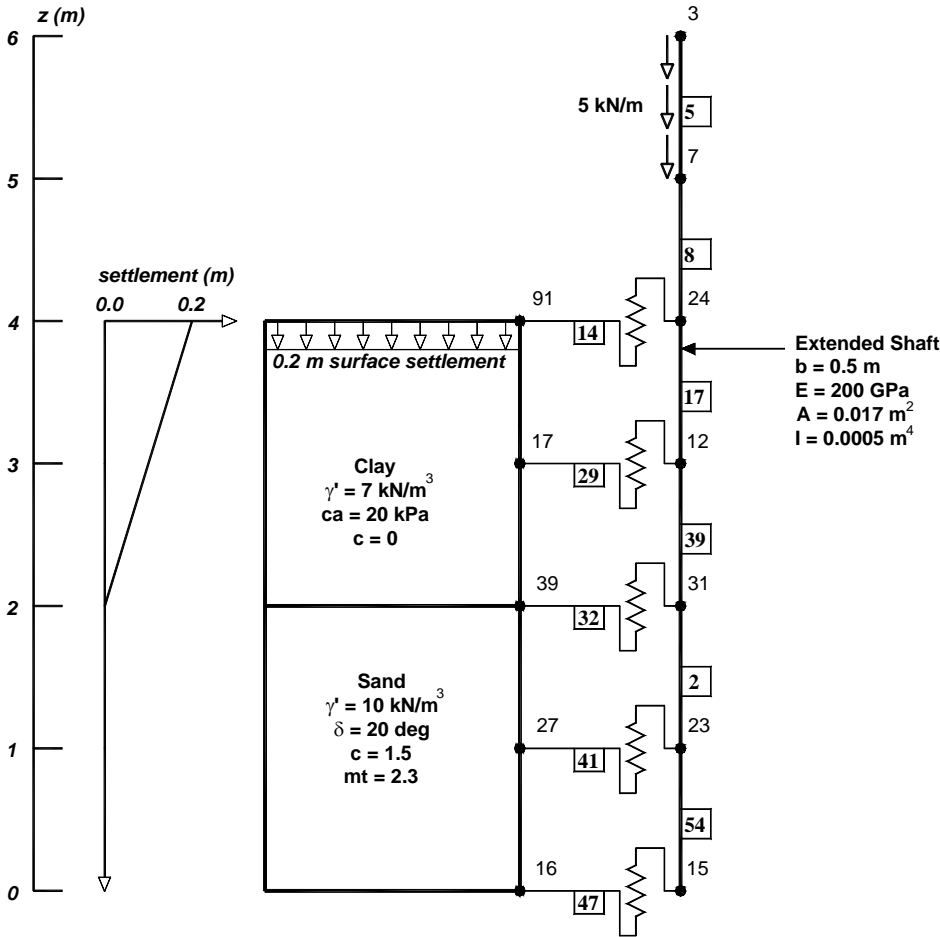 z (m)
6
5
4
3
2
1
0
settlement (m)
0.0 0.2
0.2 m surface settlement
Clay
γ' = 7 kN/m³
ca = 20 kPa
c = 0
Sand
γ' = 10 kN/m³
δ = 20 deg
c = 1.5
mt = 2.3
91
17
39
27
16
14
29
32
41
47
5 kN/m
3
5
7
8
24
17
12
39
31
2
23
54
15
Extended Shaft
b = 0.5 m
E = 200 GPa
A = 0.017 m²
I = 0.0005 m⁴